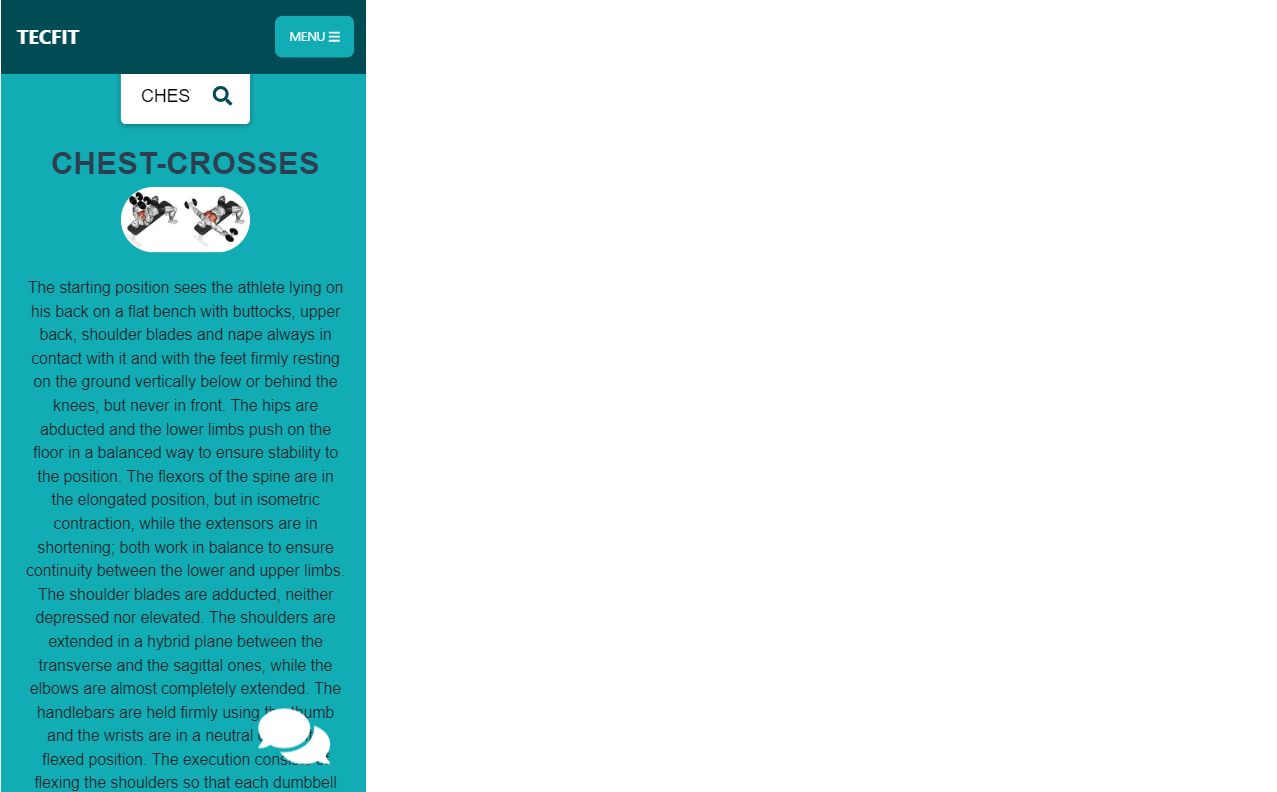 TECFIT
MENU
CHES
CHEST-CROSSES
The starting position sees the athlete lying on
his back on a flat bench with buttocks, upper
back, shoulder blades and nape always in
contact with it and with the feet firmly resting
on the ground vertically below or behind the
knees, but never in front. The hips are
abducted and the lower limbs push on the
floor in a balanced way to ensure stability to
the position. The flexors of the spine are in
the elongated position, but in isometric
contraction, while the extensors are in
shortening; both work in balance to ensure
continuity between the lower and upper limbs.
The shoulder blades are adducted, neither
depressed nor elevated. The shoulders are
extended in a hybrid plane between the
transverse and the sagittal ones, while the
elbows are almost completely extended. The
handlebars are held firmly using the thumb
and the wrists are in a neutral
flexed position. The execution consists of
flexing the shoulders so that each dumbbell